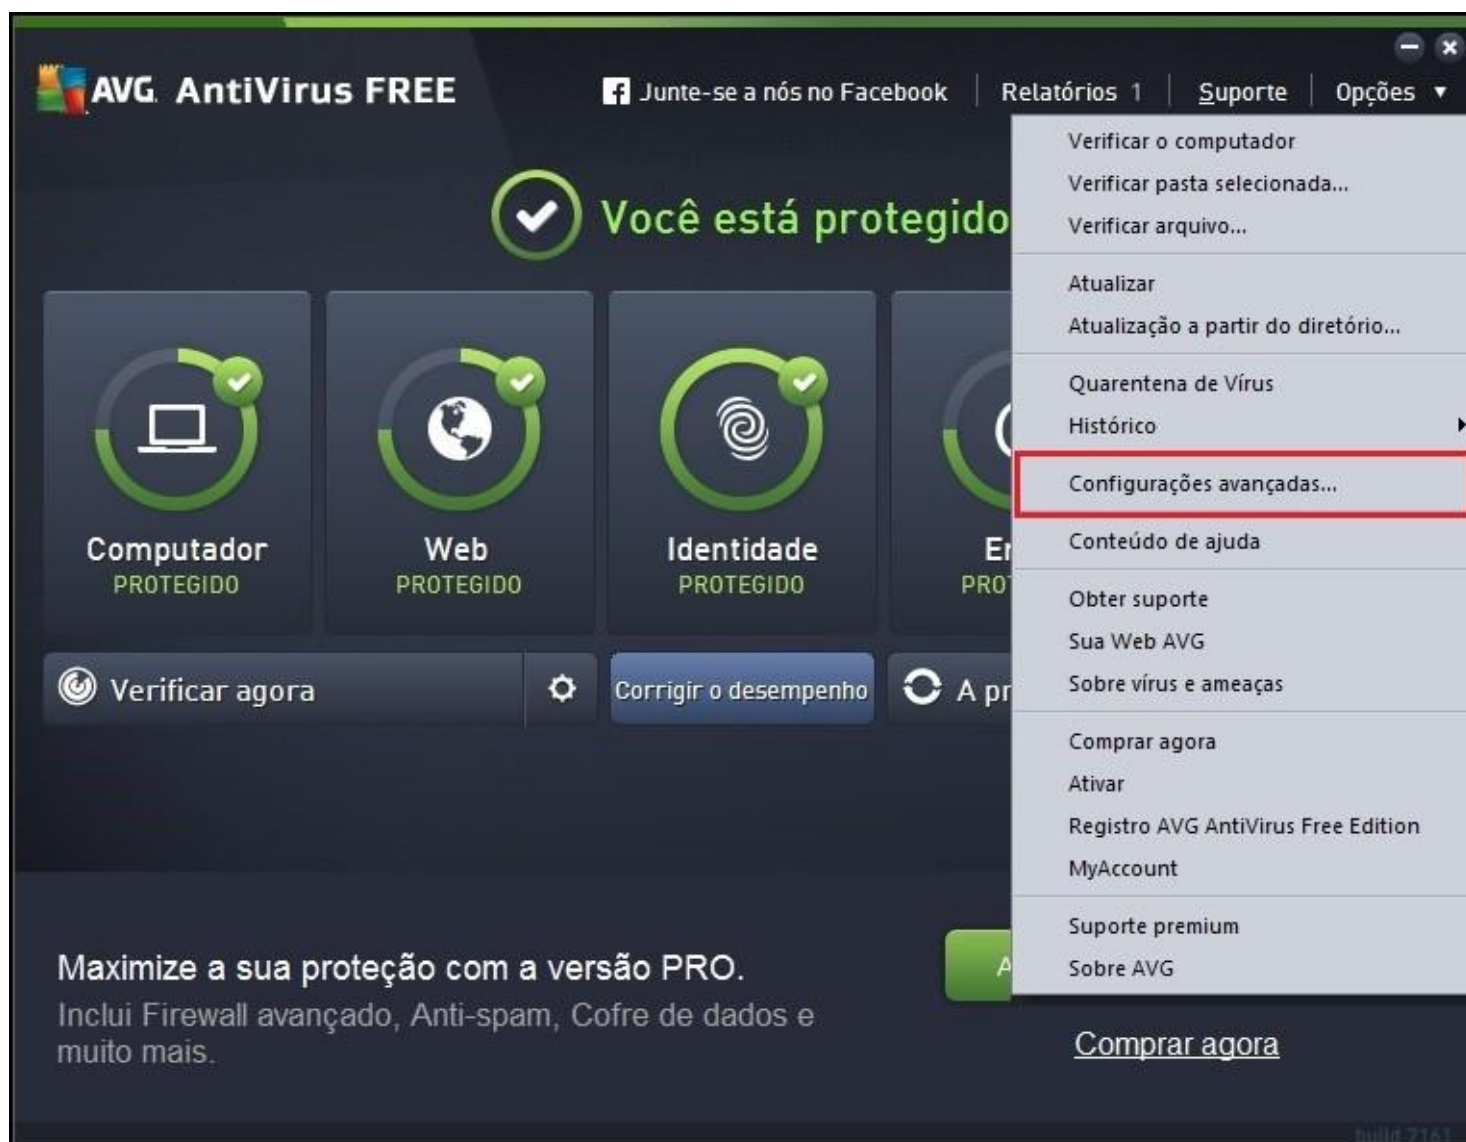 AVG. AntiVirus FREE
Junte-se a nós no Facebook
Relatórios 1
Suporte
Opções
Verificar o computador
Verificar pasta selecionada...
Verificar arquivo...
Atualizar
Atualização a partir do diretório...
Quarentena de Vírus
Histórico
Configurações avançadas...
Conteúdo de ajuda
Obter suporte
Sua Web AVG
Sobre vírus e ameaças
Comprar agora
Ativar
Registro AVG AntiVirus Free Edition
MyAccount
Suporte premium
Sobre AVG
Você está protegido
Computador
PROTEGIDO
Web
PROTEGIDO
Identidade
PROTEGIDO
Verificar agora
Corrigir o desempenho
Maximize a sua proteção com a versão PRO.
Inclui Firewall avançado, Anti-spam, Cofre de dados e
muito mais.
Comprar agora